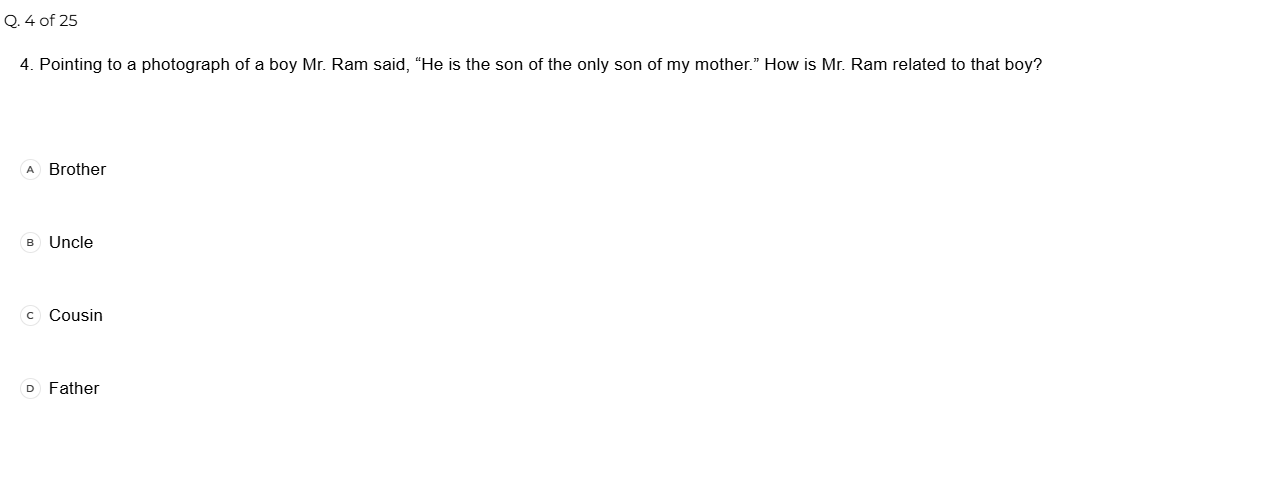 Q. 4 of 25
4. Pointing to a photograph of a boy Mr. Ram said, “He is the son of the only son of my mother.” How is Mr. Ram related to that boy?
A Brother
B Uncle
C Cousin
D Father